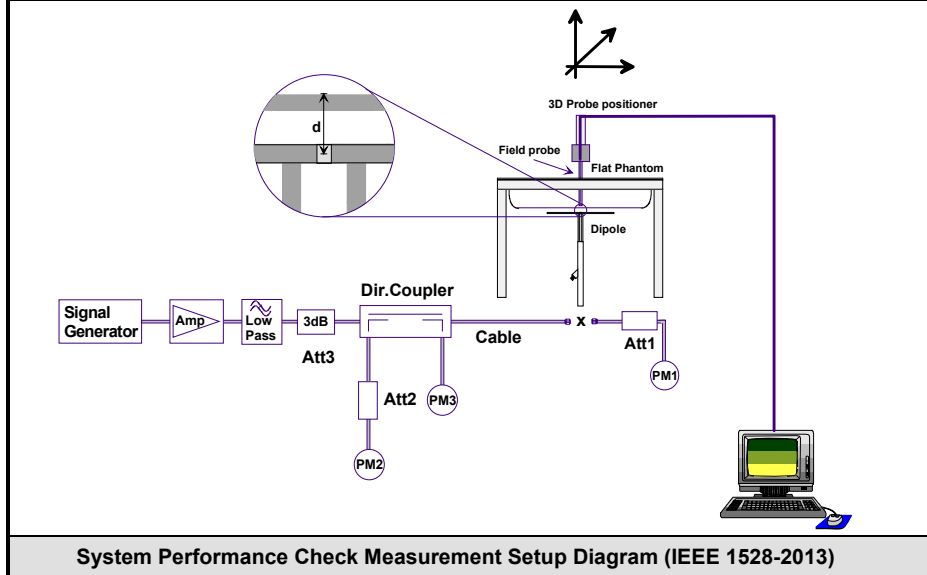 3D Probe positioner
d
Field probe
Flat Phantom
Dipole
Dir.Coupler
Signal
Generator
Amp
Low
Pass
3dB
Att3
Cable
x
Att1
PM1
Att2
PM3
PM2
System Performance Check Measurement Setup Diagram (IEEE 1528-2013)